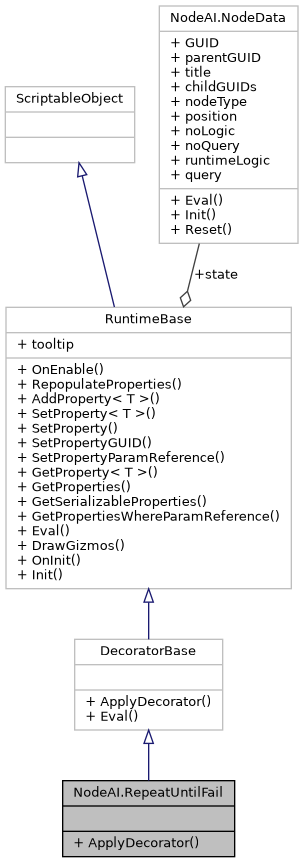 NodeAI.NodeData
+ GUID
+ parentGUID
+ title
+ childGUIDs
+ nodeType
+ position
+ noLogic
+ noQuery
+ runtimeLogic
+ query
+ Eval()
+ Init()
+ Reset()
ScriptableObject
+state
RuntimeBase
+ tooltip
+ OnEnable()
+ RepopulateProperties()
+ AddProperty< T >()
+ SetProperty< T >()
+ SetProperty()
+ SetPropertyGUID()
+ SetPropertyParamReference()
+ GetProperty< T >()
+ GetProperties()
+ GetSerializableProperties()
+ GetPropertiesWhereParamReference()
+ Eval()
+ DrawGizmos()
+ OnInit()
+ Init()
DecoratorBase
+ ApplyDecorator()
+ Eval()
NodeAI.RepeatUntilFail
+ ApplyDecorator()